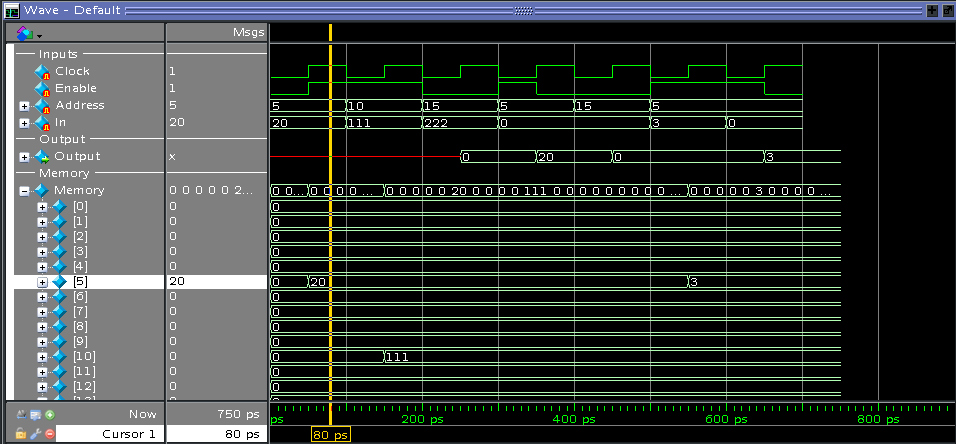 Wave - Default
Msgs
Inputs
Clock 1
Enable 1
Address 5 5 10 15 5 15 5
In 20 20 111 222 0 3 0
Output
Output x 0 20 0 3
Memory
Memory 0 0 0 0 0 2... 0 0... 0 0 0 0 ... 0 0 0 0 0 20 0 0 0 0 111 0 0 0 0 0 0 0 0 0 0 ... 0 0 0 0 0 3 0 0 0 0 ...
[0] 0 0
[1] 0 0
[2] 0 0
[3] 0 0
[4] 0 0
[5] 20 0 20 3
[6] 0 0
[7] 0 0
[8] 0 0
[9] 0 0
[10] 0 0 111
[11] 0 0
[12] 0 0
Now 750 ps ps 200 ps 400 ps 600 ps 800 ps
Cursor 1 80 ps 80 ps